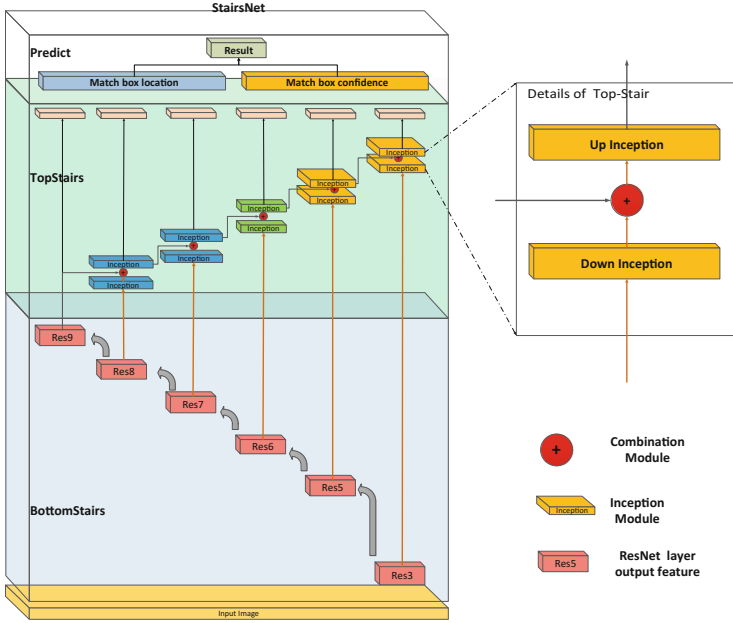 StairsNet
Predict
Result
Match box location
Match box confidence
TopStairs
Inception
Inception
Inception
Inception
Inception
Inception
Inception
Inception
Inception
Inception
Res9
Res8
Res7
Res6
Res5
BottomStairs
Res3
Input Image
Details of Top-Stair
Up Inception
+
Down Inception
+
Combination
Module
Inception
Inception
Module
Res5
ResNet layer
output feature